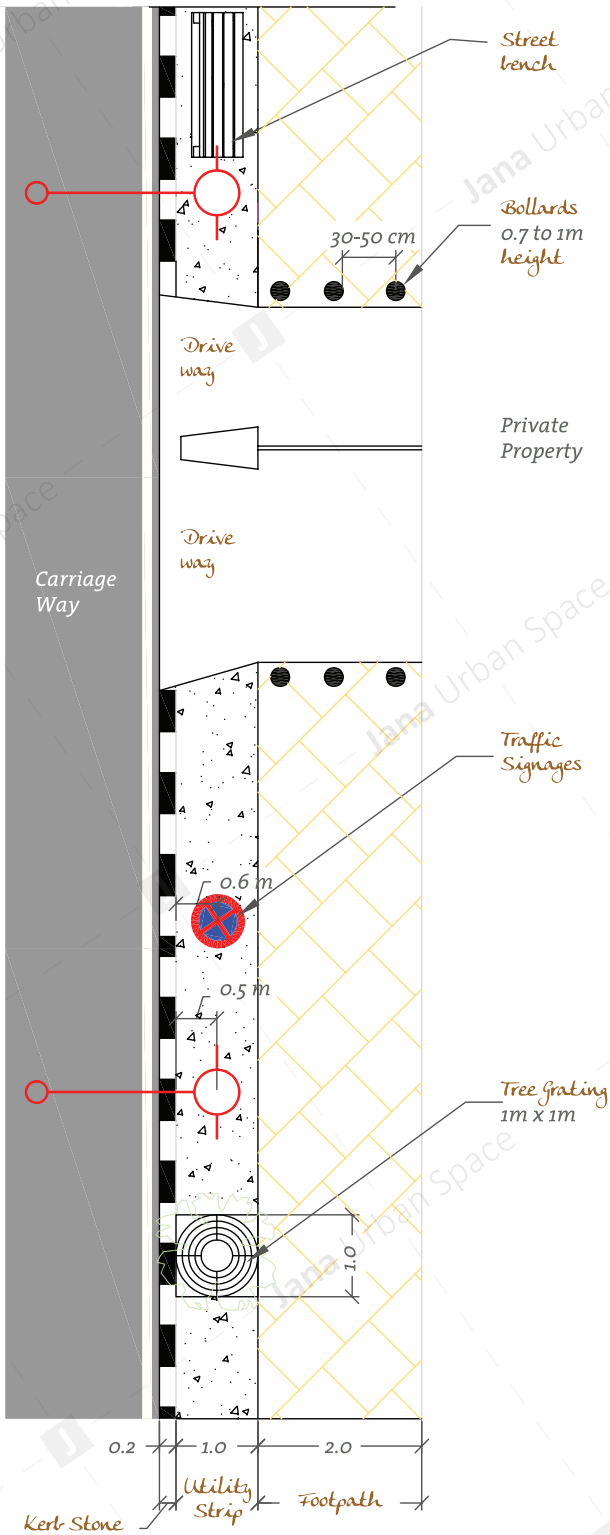 Street
bench
Jana Urban
Bollards
0.7 to 1m
height
30-50 cm
Drive
way
Private
Property
Drive
way
Carriage
Way
Space
Jana Urban Space
Traffic
Signages
0.6 m
0.5 m
Tree Grating
1m x 1m
Jana Urban Space
1.0
0.2
1.0
2.0
Utility
Strip
Footpath
Kerb Stone